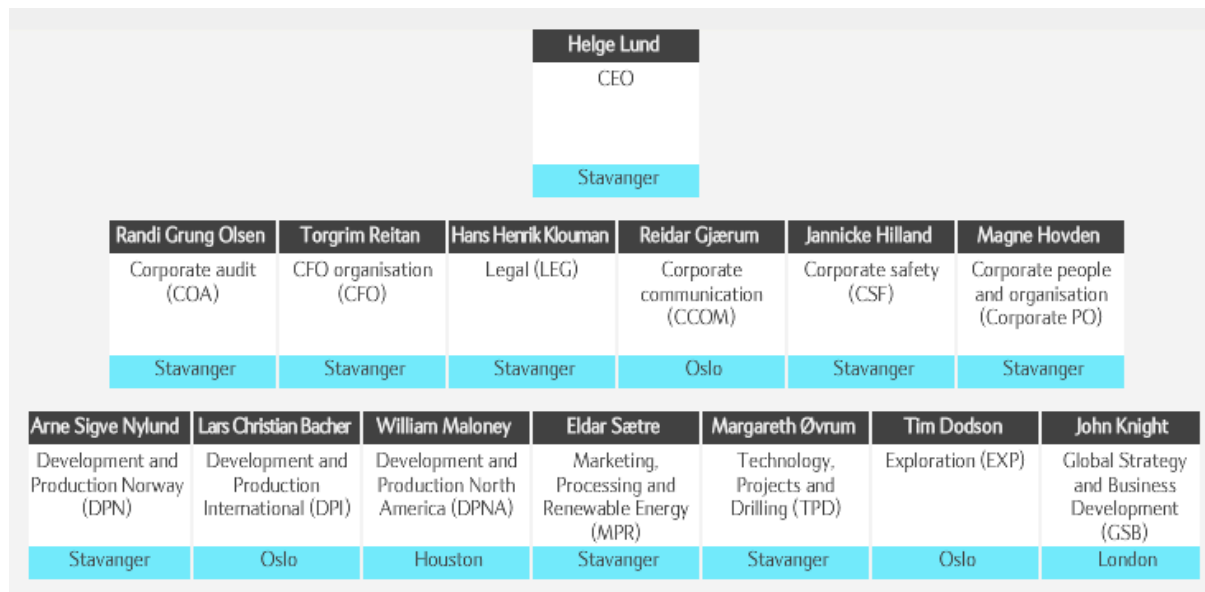 Helge Lund
CEO
Stavanger
Randi Grung Olsen
Corporate audit
(COA)
Stavanger
Torgrim Reitan
CFO organisation
(CFO)
Stavanger
Hans Henrik Klouman
Legal (LEG)
Stavanger
Reidar Gjærum
Corporate
communication
(CCOM)
Oslo
Jannicke Hilland
Corporate safety
(CSF)
Stavanger
Magne Hovden
Corporate people
and organisation
(Corporate PO)
Stavanger
Arne Sigve Nylund
Development and
Production Norway
(DPN)
Stavanger
Lars Christian Bacher
Development and
Production
International (DPI)
Oslo
William Maloney
Development and
Production North
America (DPNA)
Houston
Eldar Sætre
Marketing,
Processing and
Renewable Energy
(MPR)
Stavanger
Margareth Øvrum
Technology,
Projects and
Drilling (TPD)
Stavanger
Tim Dodson
Exploration (EXP)
Oslo
John Knight
Global Strategy
and Business
Development
(GSB)
London